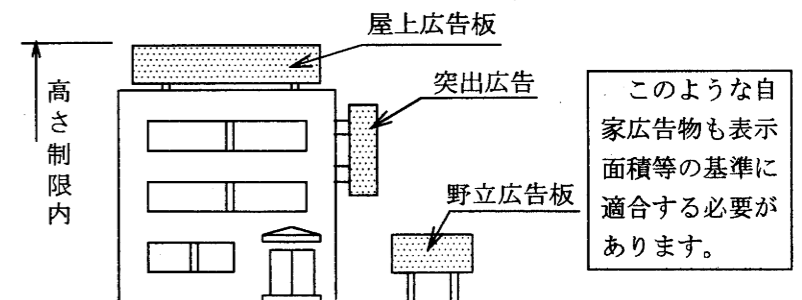 屋上広告板
突出広告
高さ制限内
野立広告板
このような自
家広告物も表示
面積等の基準に
適合する必要が
あります。